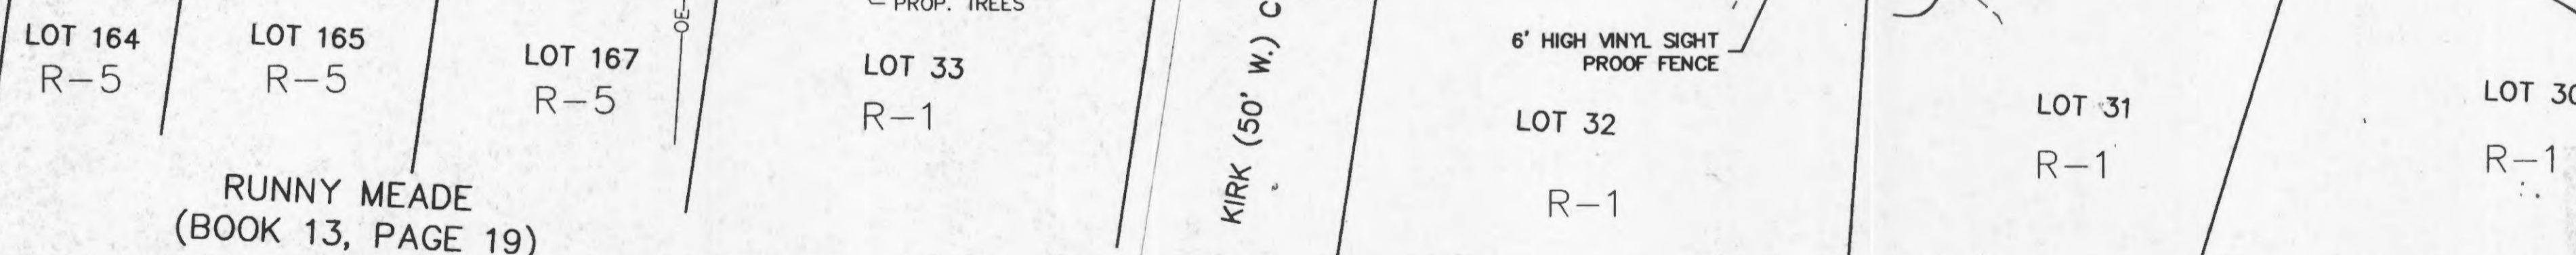 PROP. TREES
LOT 164
R-5
LOT 165
R-5
LOT 167
R-5
OE
LOT 33
R-1
KIRK (50' W.) C
6' HIGH VINYL SIGHT
PROOF FENCE
LOT 32
R-1
LOT 31
R-1
LOT 30
R-1
RUNNY MEADE
(BOOK 13, PAGE 19)